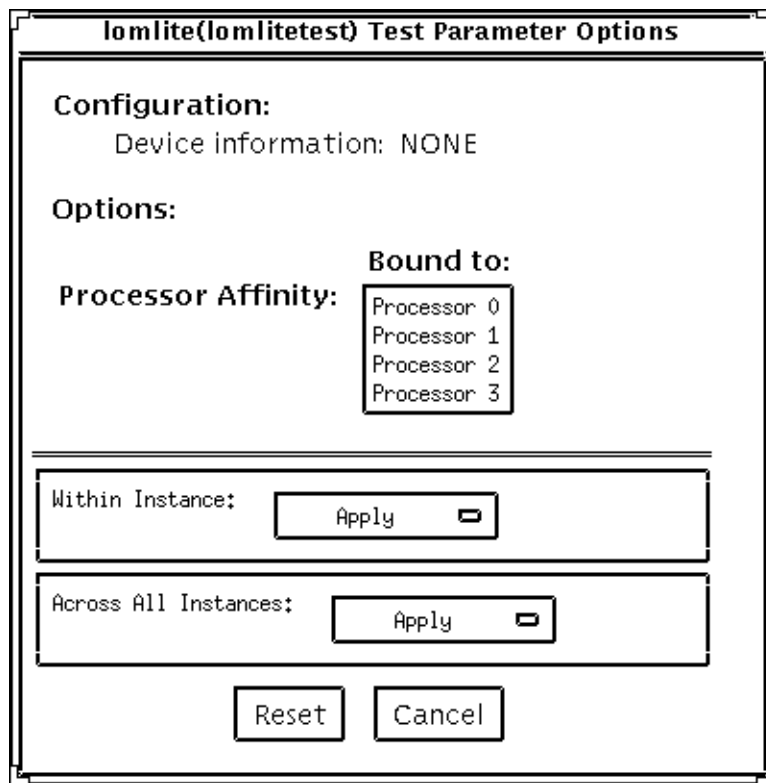 lomlite(lomlitetest) Test Parameter Options
Configuration:
Device information: NONE
Options:
Bound to:
Processor Affinity:
Processor 0
Processor 1
Processor 2
Processor 3
Within Instance:
Apply
Across All Instances:
Apply
Reset Cancel